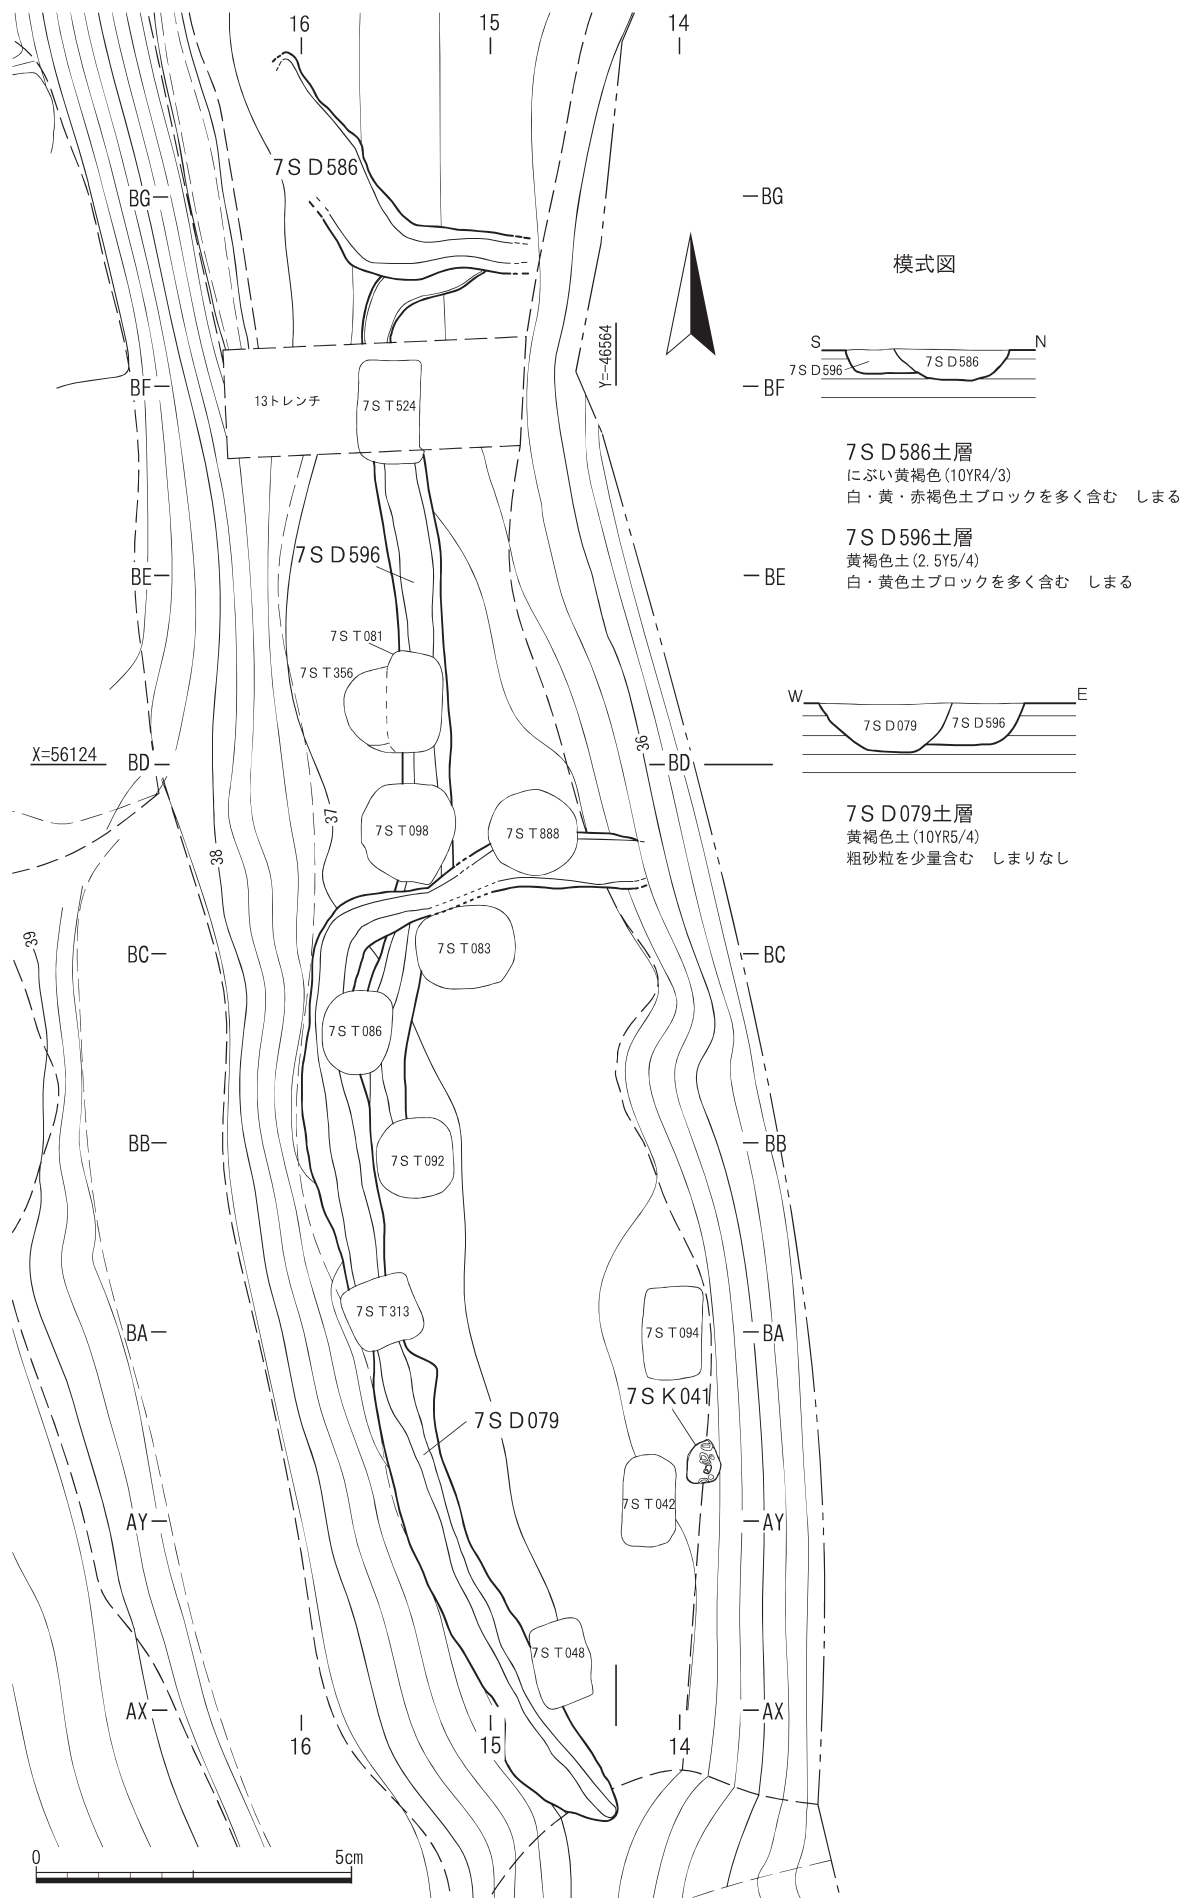 16
15
14
7SD586
BG
BG
模式図
Y=-46564
S
N
7SD596
7SD586
BF
BF
13トレンチ
7ST524
7SD586土層
にぶい黄褐色(10YR4/3)
白・黄・赤褐色土ブロックを多く含む　しまる
7SD596土層
黄褐色土(2.5Y5/4)
白・黄色土ブロックを多く含む　しまる
7SD596
BE
BE
7ST081
7ST356
W
E
7SD079
7SD596
36
X=56124
BD
BD
7SD079土層
黄褐色土(10YR5/4)
粗砂粒を少量含む　しまりなし
37
7ST098
7ST888
38
39
BC
7ST083
BC
7ST086
BB
BB
7ST092
7ST313
BA
7ST094
BA
7SK041
7SD079
7ST042
AY
AY
7ST048
AX
AX
16
15
14
0
5cm